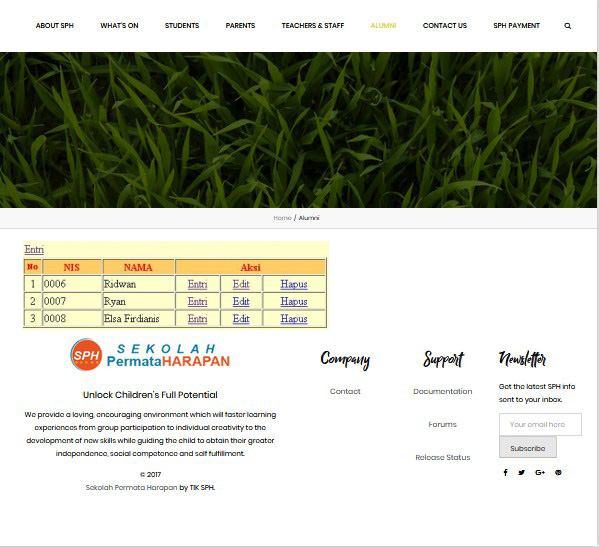 ABOUT SPH WHAT'S ON STUDENTS PARENTS TEACHERS & STAFF ALUMNI CONTACT US SPH PAYMENT
Home / Alumni
Entri
No NIS NAMA Aksi
1 0006 Ridwan Entri Edit Hapus
2 0007 Ryan Entri Edit Hapus
3 0008 Elsa Firdianis Entri Edit Hapus
SPH SEKOLAH
PermataHARAPAN
Unlock Children's Full Potential
We provide a loving, encouraging environment which will faster learning
experiences from group participation to individual creativity to the
development of new skills while guiding the child to obtain their greater
independence, social competence and self fulfillment.
© 2017
Sekolah Permata Harapan by TIK SPH.
Company
Contact
Support
Documentation
Forums
Release Status
Newsletter
Get the latest SPH info
sent to your inbox.
Your email here
Subscribe